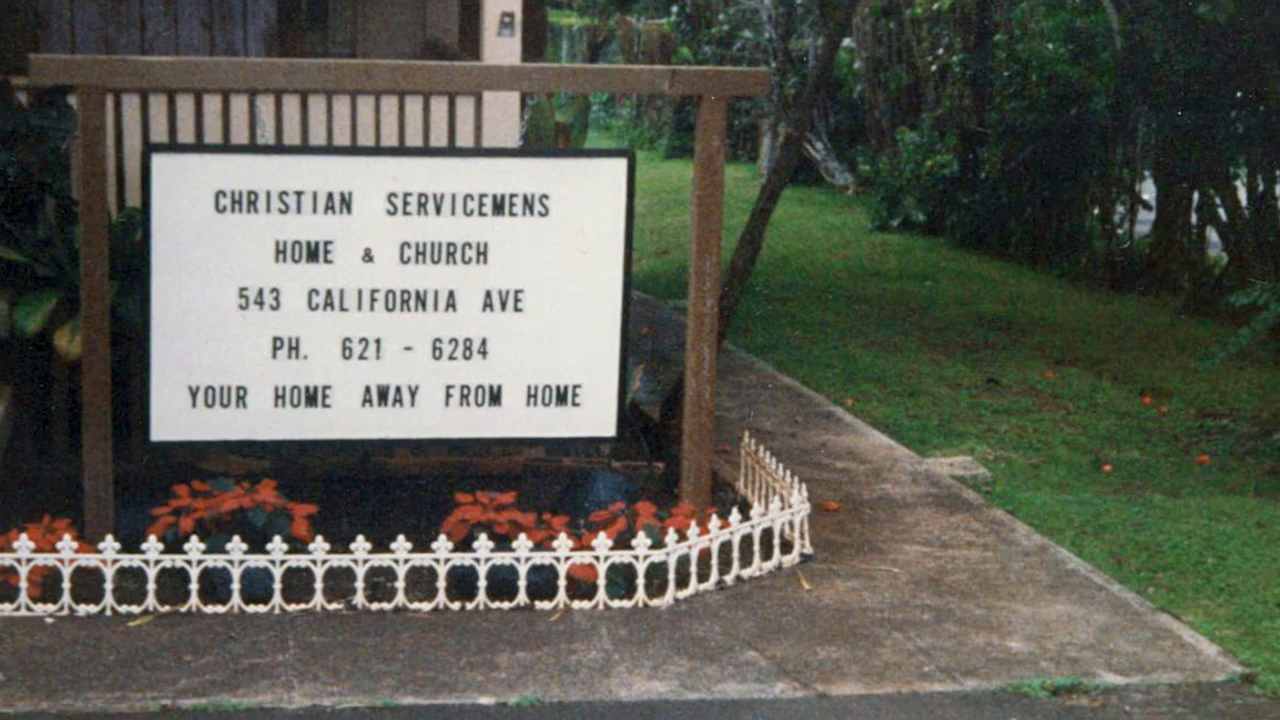 CHRISTIAN SERVICEMENS
HOME & CHURCH
543 CALIFORNIA AVE
PH. 621 - 6284
YOUR HOME AWAY FROM HOME